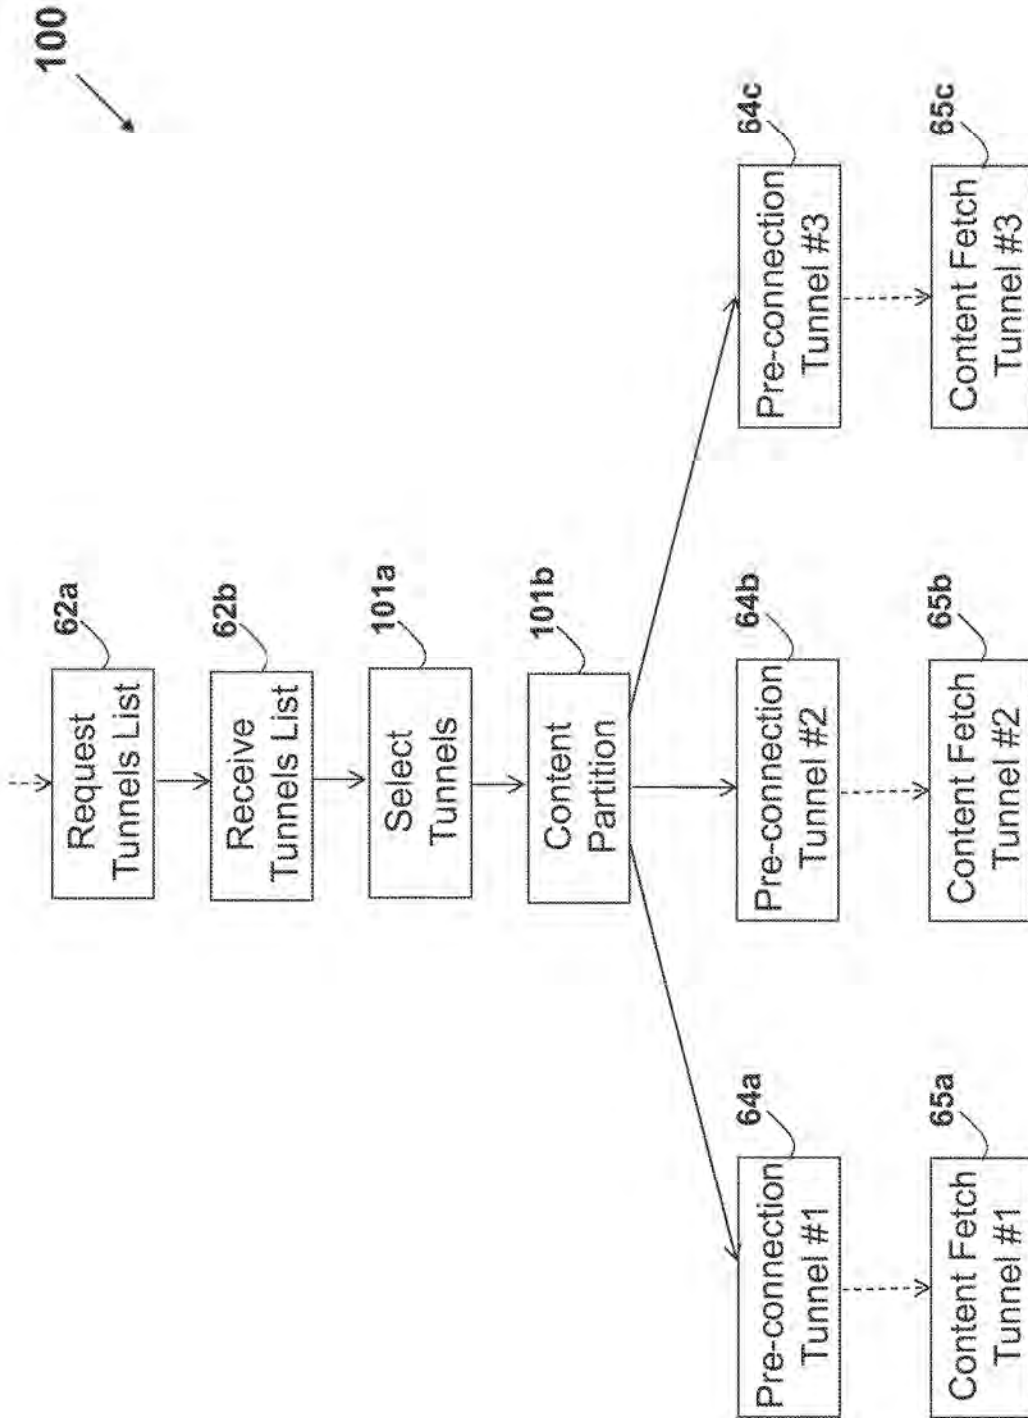 100
62a
Request
Tunnels List
62b
Receive
Tunnels List
101a
Select
Tunnels
101b
Content
Partition
64a
Pre-connection
Tunnel #1
64b
Pre-connection
Tunnel #2
64c
Pre-connection
Tunnel #3
65a
Content Fetch
Tunnel #1
65b
Content Fetch
Tunnel #2
65c
Content Fetch
Tunnel #3